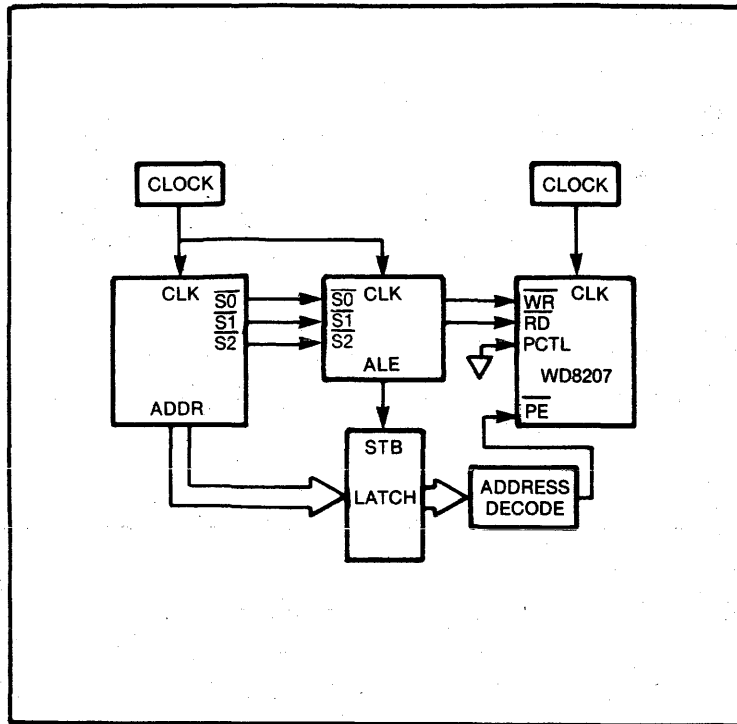 CLOCK
CLOCK
CLK
S0
S1
S2
ADDR
S0
S1
S2
CLK
ALE
WR
RD
PCTL
CLK
WD8207
PE
STB
LATCH
ADDRESS
DECODE